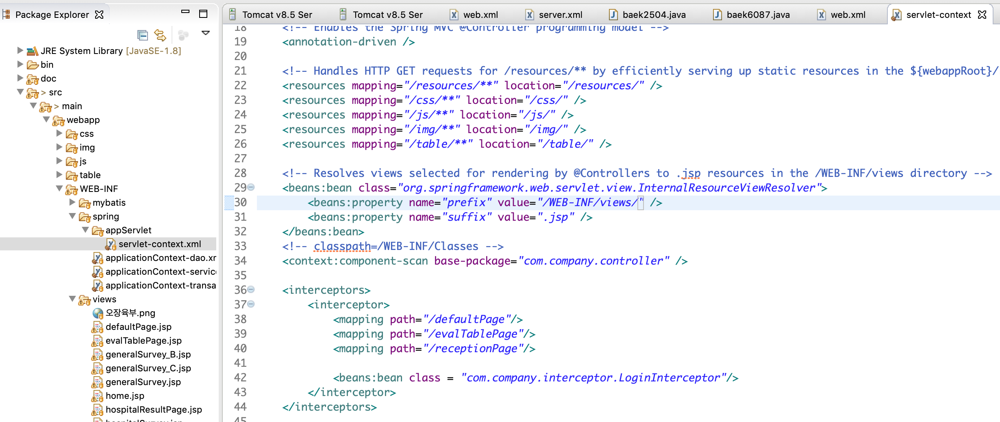 Package Explorer
JRE System Library [JavaSE-1.8]
bin
doc
> src
> main
webapp
css
img
js
table
WEB-INF
mybatis
spring
appServlet
servlet-context.xml
applicationContext-dao.xm
applicationContext-servic
applicationContext-transa
views
오장육부.png
defaultPage.jsp
evalTablePage.jsp
generalSurvey_B.jsp
generalSurvey_C.jsp
generalSurvey.jsp
home.jsp
hospitalResultPage.jsp
hospitalSurvey.jsp
Tomcat v8.5 Ser
Tomcat v8.5 Ser
web.xml
server.xml
baek2504.java
baek6087.java
web.xml
servlet-context
18 <!-- Enables the Spring MVC @Controller programming model -->
19 <annotation-driven />
20
21 <!-- Handles HTTP GET requests for /resources/** by efficiently serving up static resources in the ${webappRoot}/
22 <resources mapping="/resources/**" location="/resources/" />
23 <resources mapping="/css/**" location="/css/" />
24 <resources mapping="/js/**" location="/js/" />
25 <resources mapping="/img/**" location="/img/" />
26 <resources mapping="/table/**" location="/table/" />
27
28 <!-- Resolves views selected for rendering by @Controllers to .jsp resources in the /WEB-INF/views directory -->
29 <beans:bean class="org.springframework.web.servlet.view.InternalResourceViewResolver">
30 <beans:property name="prefix" value="/WEB-INF/views/" />
31 <beans:property name="suffix" value=".jsp" />
32 </beans:bean>
33 <!-- classpath=/WEB-INF/Classes -->
34 <context:component-scan base-package="com.company.controller" />
35
36 <interceptors>
37 <interceptor>
38 <mapping path="/defaultPage"/>
39 <mapping path="/evalTablePage"/>
40 <mapping path="/receptionPage"/>
41
42 <beans:bean class = "com.company.interceptor.LoginInterceptor"/>
43 </interceptor>
44 </interceptors>
45